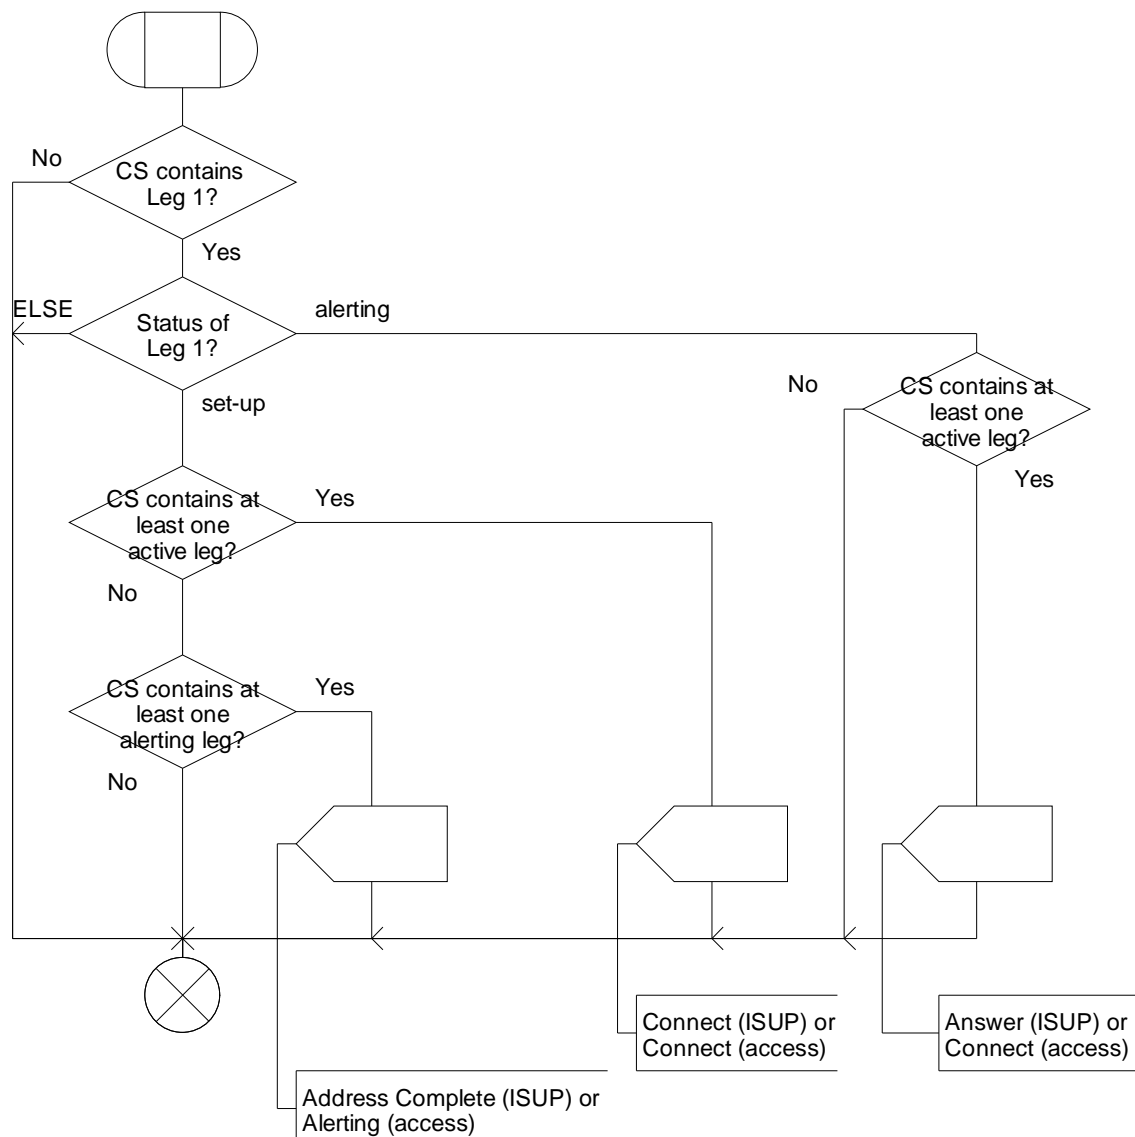 No
CS contains
Leg 1?
Yes
ELSE
Status of
Leg 1?
alerting
set-up
No
CS contains at
least one
active leg?
Yes
CS contains at
least one
active leg?
Yes
No
CS contains at
least one
alerting leg?
Yes
No
Connect (ISUP) or
Connect (access)
Answer (ISUP) or
Connect (access)
Address Complete (ISUP) or
Alerting (access)